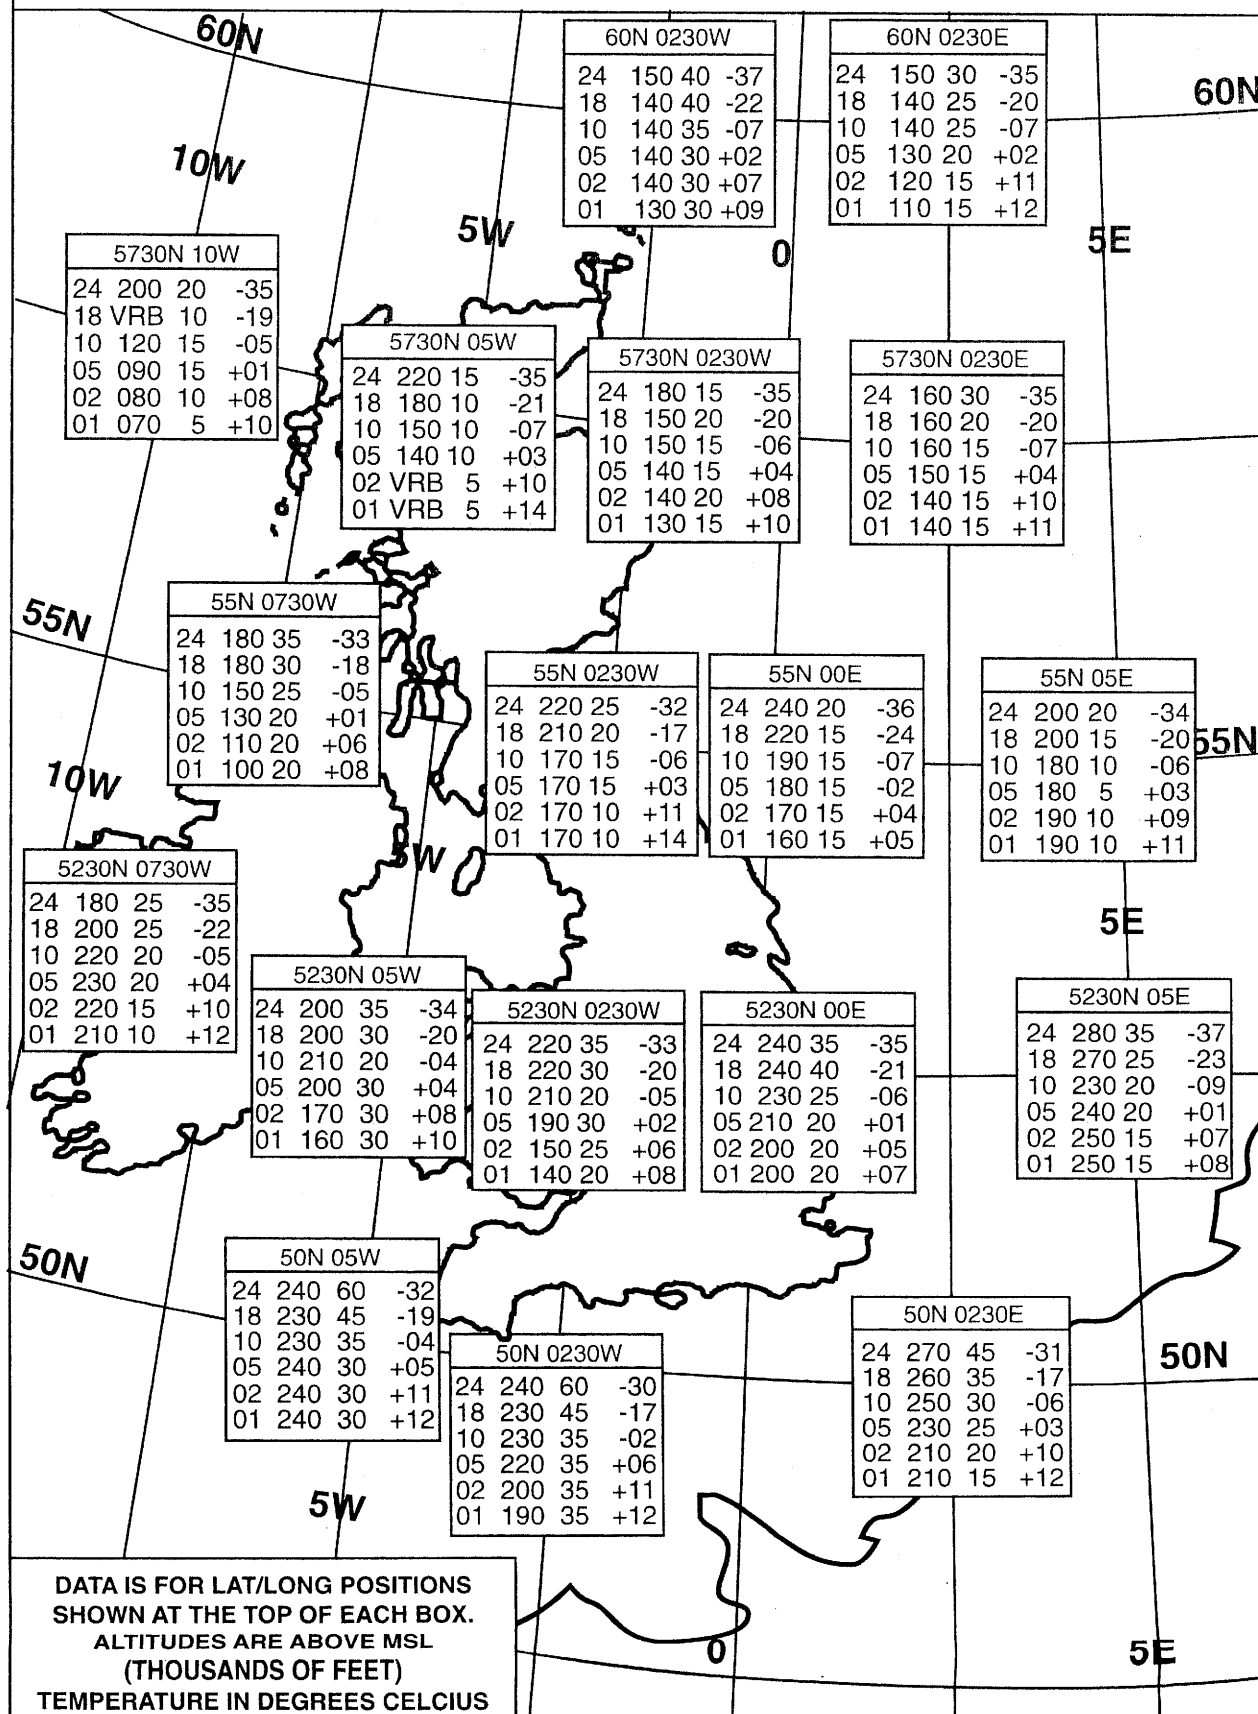 60N
60N 0230W
24 150 40 -37
18 140 40 -22
10 140 35 -07
05 140 30 +02
02 140 30 +07
01 130 30 +09
60N 0230E
24 150 30 -35
18 140 25 -20
10 140 25 -07
05 130 20 +02
02 120 15 +11
01 110 15 +12
60N
10W
5W
0
5E
5730N 10W
24 200 20 -35
18 VRB 10 -19
10 120 15 -05
05 090 15 +01
02 080 10 +08
01 070 5 +10
5730N 05W
24 220 15 -35
18 180 10 -21
10 150 10 -07
05 140 10 +03
02 VRB 5 +10
01 VRB 5 +14
5730N 0230W
24 180 15 -35
18 150 20 -20
10 150 15 -06
05 140 15 +04
02 140 20 +08
01 130 15 +10
5730N 0230E
24 160 30 -35
18 160 20 -20
10 160 15 -07
05 150 15 +04
02 140 15 +10
01 140 15 +11
55N
55N 0730W
24 180 35 -33
18 180 30 -18
10 150 25 -05
05 130 20 +01
02 110 20 +06
01 100 20 +08
55N 0230W
24 220 25 -32
18 210 20 -17
10 170 15 -06
05 170 15 +03
02 170 10 +11
01 170 10 +14
55N 00E
24 240 20 -36
18 220 15 -24
10 190 15 -07
05 180 15 -02
02 170 15 +04
01 160 15 +05
55N 05E
24 200 20 -34
18 200 15 -20
10 180 10 -06
05 180 5 +03
02 190 10 +09
01 190 10 +11
55N
10W
5W
5E
5230N 0730W
24 180 25 -35
18 200 25 -22
10 220 20 -05
05 230 20 +04
02 220 15 +10
01 210 10 +12
5230N 05W
24 200 35 -34
18 200 30 -20
10 210 20 -04
05 200 30 +04
02 170 30 +08
01 160 30 +10
5230N 0230W
24 220 35 -33
18 220 30 -20
10 210 20 -05
05 190 30 +02
02 150 25 +06
01 140 20 +08
5230N 00E
24 240 35 -35
18 240 40 -21
10 230 25 -06
05 210 20 +01
02 200 20 +05
01 200 20 +07
5230N 05E
24 280 35 -37
18 270 25 -23
10 230 20 -09
05 240 20 +01
02 250 15 +07
01 250 15 +08
50N
50N 05W
24 240 60 -32
18 230 45 -19
10 230 35 -04
05 240 30 +05
02 240 30 +11
01 240 30 +12
50N 0230W
24 240 60 -30
18 230 45 -17
10 230 35 -02
05 220 35 +06
02 200 35 +11
01 190 35 +12
50N 0230E
24 270 45 -31
18 260 35 -17
10 250 30 -06
05 230 25 +03
02 210 20 +10
01 210 15 +12
50N
5W
0
5E
DATA IS FOR LAT/LONG POSITIONS
SHOWN AT THE TOP OF EACH BOX.
ALTITUDES ARE ABOVE MSL
(THOUSANDS OF FEET)
TEMPERATURE IN DEGREES CELCIUS